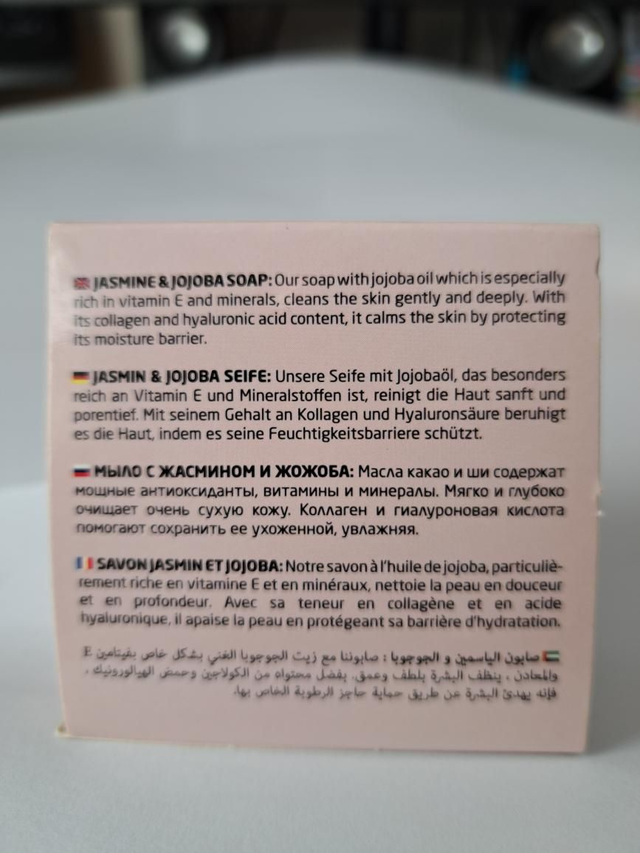 JASMINE & JOJOBA SOAP: Our soap with jojoba oil which is especially
rich in vitamin E and minerals, cleans the skin gently and deeply. With
its collagen and hyaluronic acid content, it calms the skin by protecting
its moisture barrier.
JASMIN & JOJOBA SEIFE: Unsere Seife mit Jojobaöl, das besonders
reich an Vitamin E und Mineralstoffen ist, reinigt die Haut sanft und
porentief. Mit seinem Gehalt an Kollagen und Hyaluronsäure beruhigt
es die Haut, indem es seine Feuchtigkeitsbarriere schützt.
МЫЛО С ЖАСМИНОМ И ЖОЖОБА: Масла какао и ши содержат
мощные антиоксиданты, витамины и минералы. Мягко и глубоко
очищает очень сухую кожу. Коллаген и гиалуроновая кислота
помогают сохранить ее ухоженной, увлажняя.
SAVON JASMIN ET JOJOBA: Notre savon à l'huile de jojoba, particuliè-
rement riche en vitamine E et en minéraux, nettoie la peau en douceur
et en profondeur. Avec sa teneur en collagène et en acide
hyaluronique, il apaise la peau en protégeant sa barrière d'hydratation.
صابون الياسمين و الجوجوبا : صابوننا مع زيت الجوجوبا الغني بشكل خاص بفيتامين E
والمعادن ، ينظف البشرة بلطف وعمق. بفضل محتواه من الكولاجين وحمض الهيالورونيك ،
فإنه يهدئ البشرة عن طريق حماية حاجز الرطوبة الخاص بها.